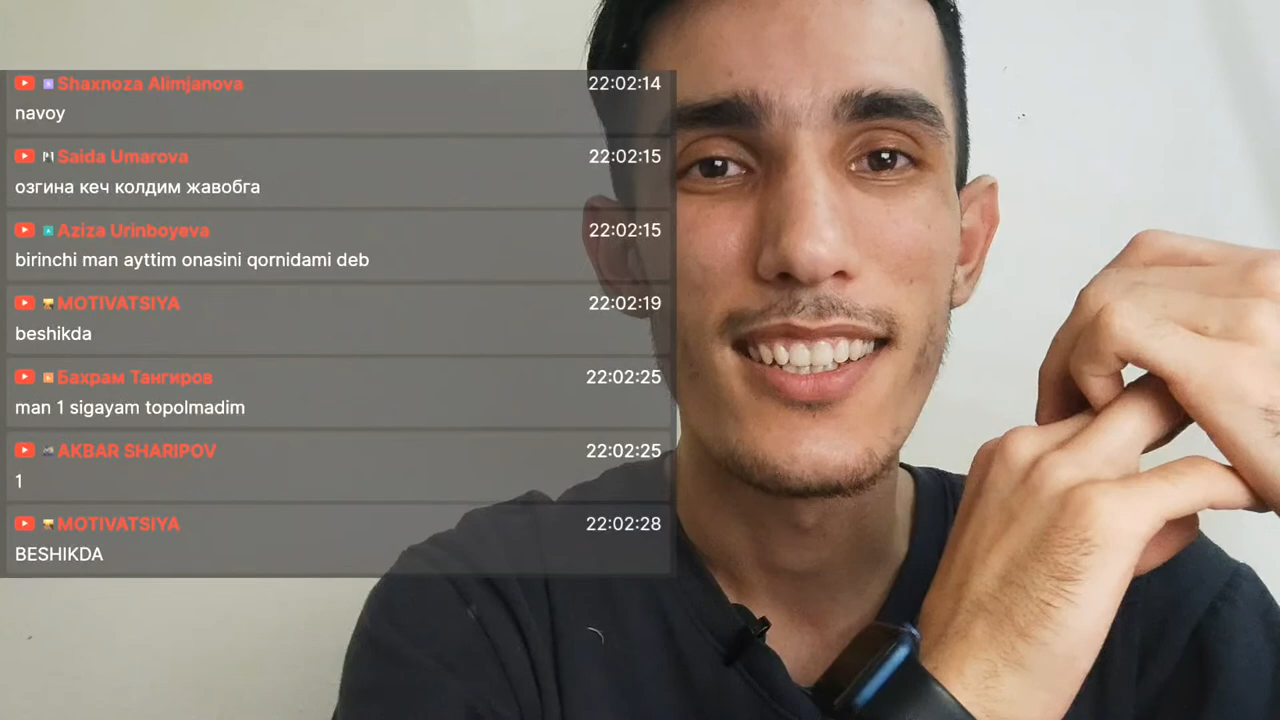 Shaxnoza Alimjanova 22:02:14
navoy
Saida Umarova 22:02:15
озгина кеч колдим жавобга
Aziza Urinboyeva 22:02:15
birinchi man ayttim onasini qornidami deb
MOTIVATSIYA 22:02:19
beshikda
Бахрам Тангиров 22:02:25
man 1 sigayam topolmadim
AKBAR SHARIPOV 22:02:25
1
MOTIVATSIYA 22:02:28
BESHIKDA